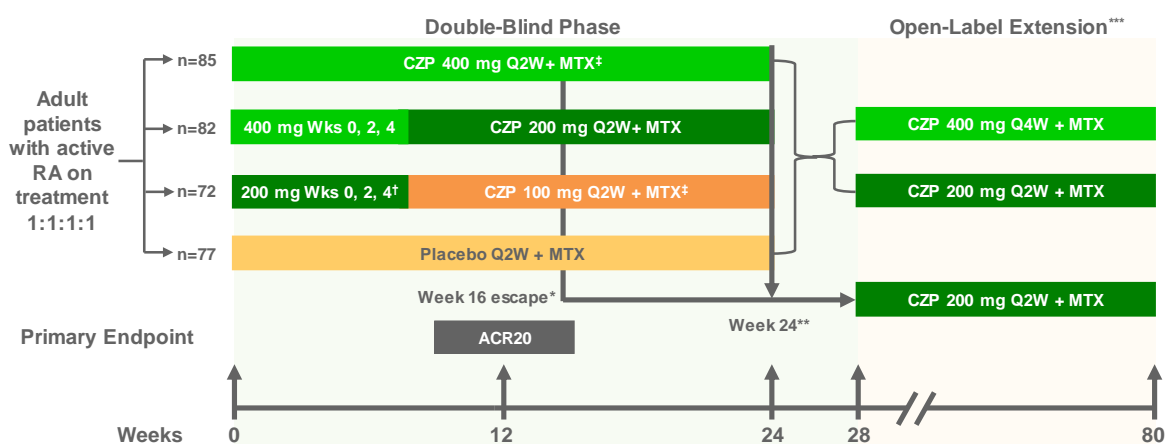 Double-Blind Phase
Open-Label Extension***
n=85
CZP 400 mg Q2W+ MTX‡
Adult
patients
with active
RA on
treatment
1:1:1:1
n=82
400 mg Wks 0, 2, 4
CZP 200 mg Q2W+ MTX
CZP 400 mg Q4W + MTX
n=72
200 mg Wks 0, 2, 4†
CZP 100 mg Q2W + MTX‡
CZP 200 mg Q2W + MTX
n=77
Placebo Q2W + MTX
Week 16 escape*
CZP 200 mg Q2W + MTX
Week 24**
Primary Endpoint
ACR20
Weeks
0
12
24
28
80